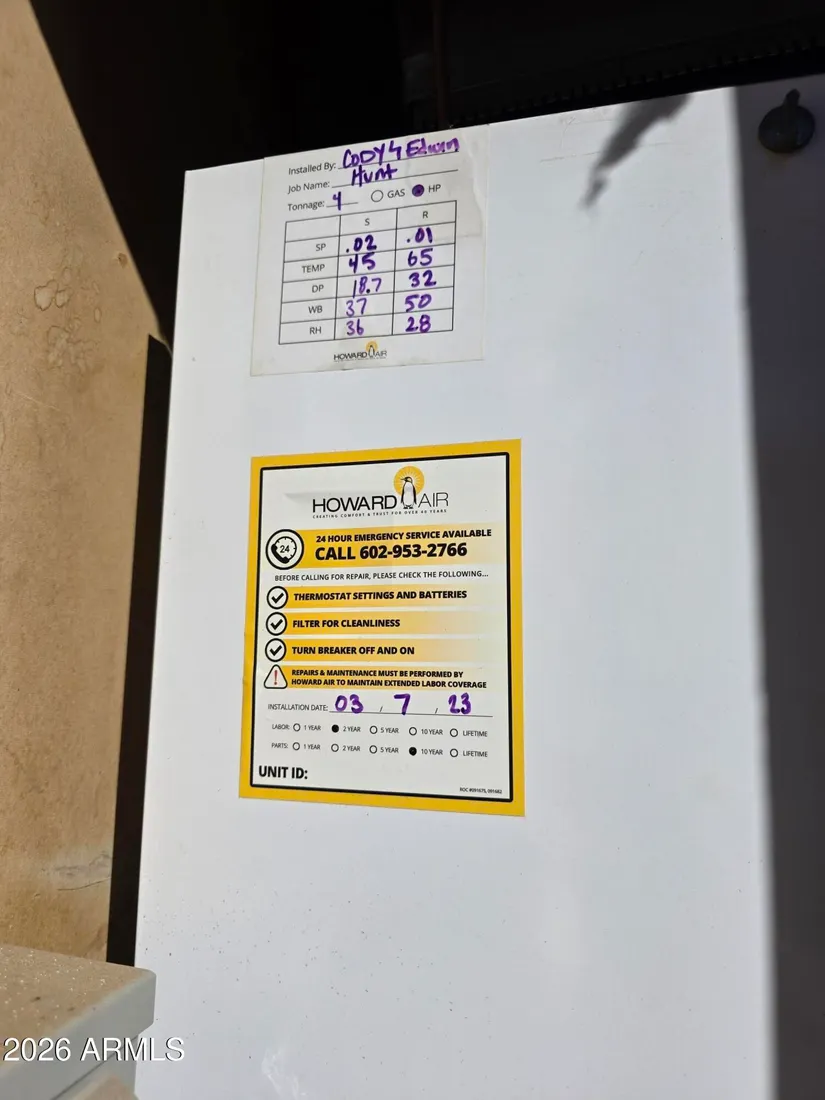 Installed By: CODY & Edwin
Job Name: Hunt
Tonnage: 4 GAS HP
S R
SP .02 .01
TEMP 45 65
DP 18.7 32
WB 37 50
RH 36 28
HOWARD AIR
HOWARD AIR
CREATING COMFORT & TRUST FOR OVER 40 YEARS
24
24 HOUR EMERGENCY SERVICE AVAILABLE
CALL 602-953-2766
BEFORE CALLING FOR REPAIR, PLEASE CHECK THE FOLLOWING...
THERMOSTAT SETTINGS AND BATTERIES
FILTER FOR CLEANLINESS
TURN BREAKER OFF AND ON
! REPAIRS & MAINTENANCE MUST BE PERFORMED BY
HOWARD AIR TO MAINTAIN EXTENDED LABOR COVERAGE
INSTALLATION DATE: 03 , 7 , 23
LABOR: 1 YEAR 2 YEAR 5 YEAR 10 YEAR LIFETIME
PARTS: 1 YEAR 2 YEAR 5 YEAR 10 YEAR LIFETIME
UNIT ID:
ROC #091675, 091682
2026 ARMLS